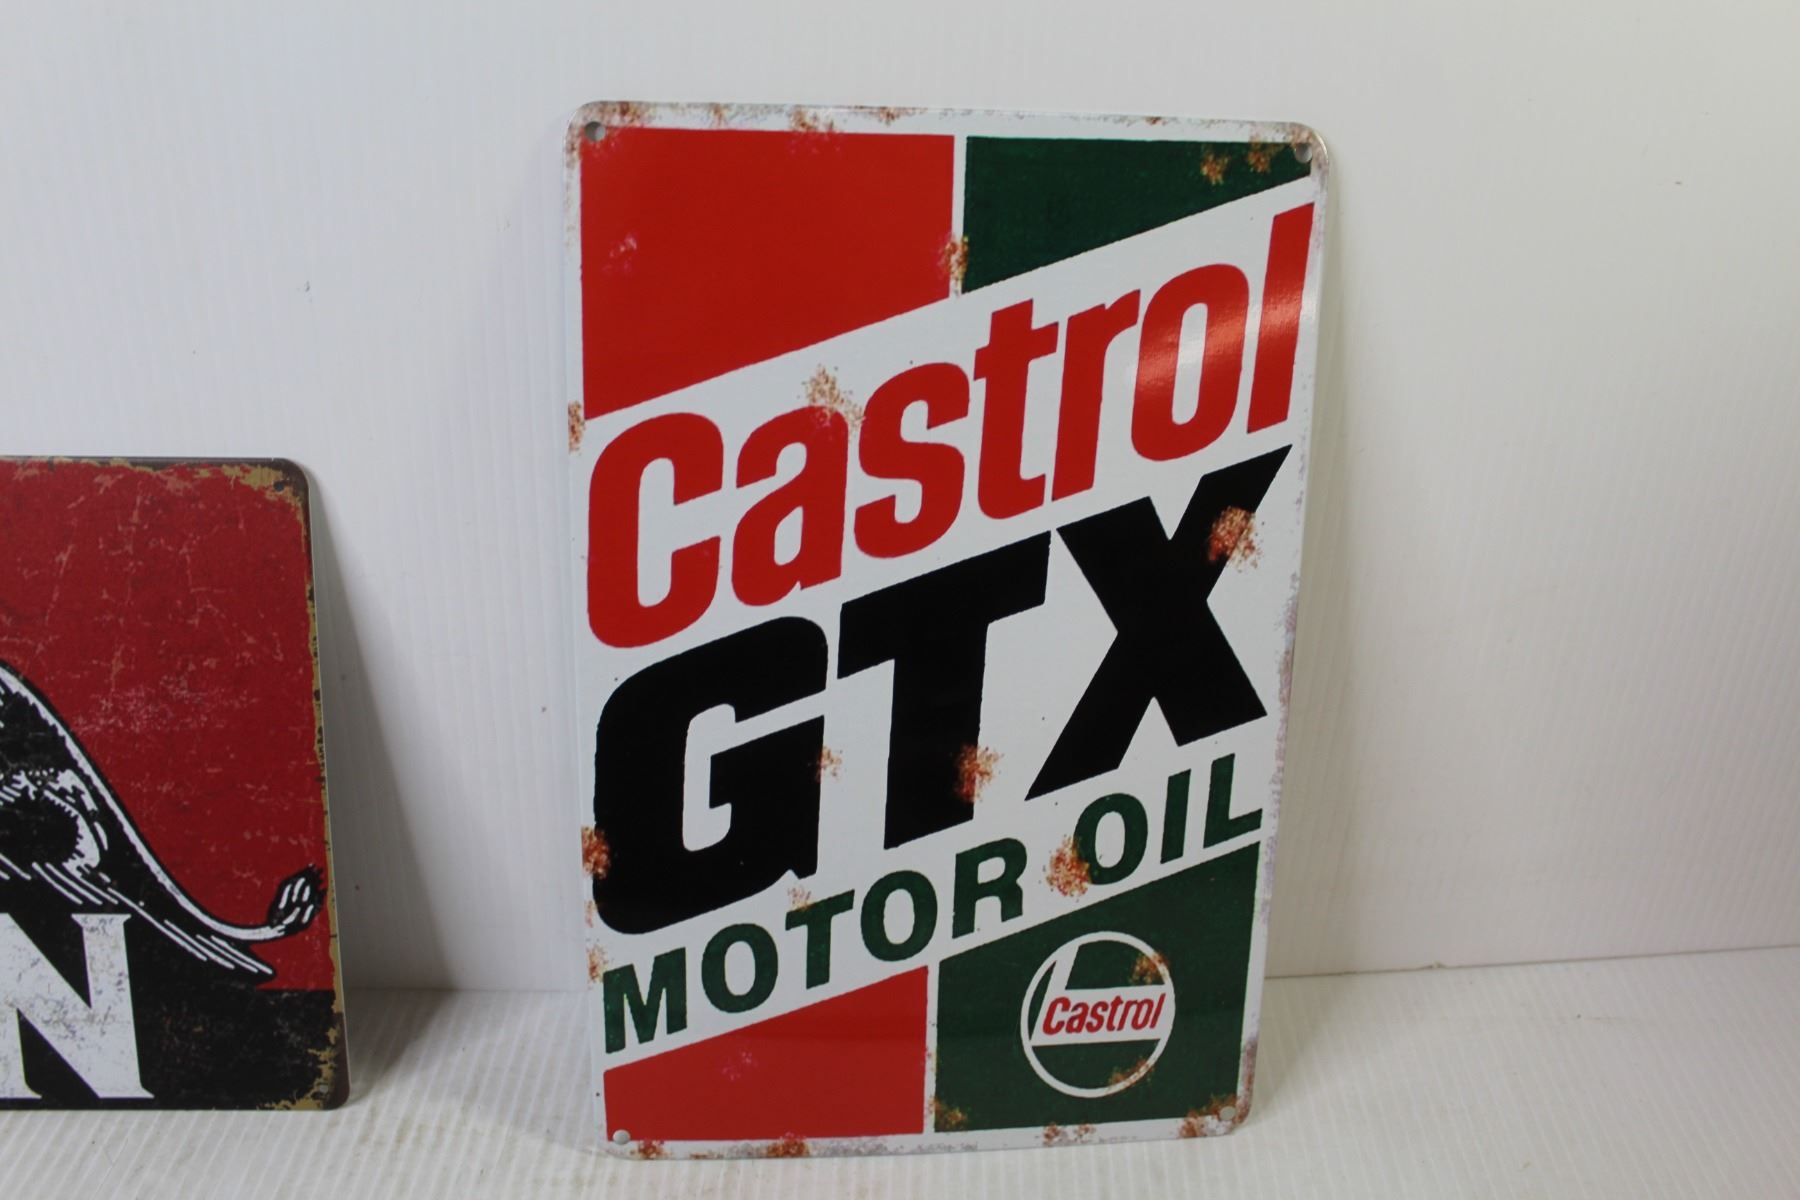 Castrol
GTX
MOTOR OIL
Castrol
N